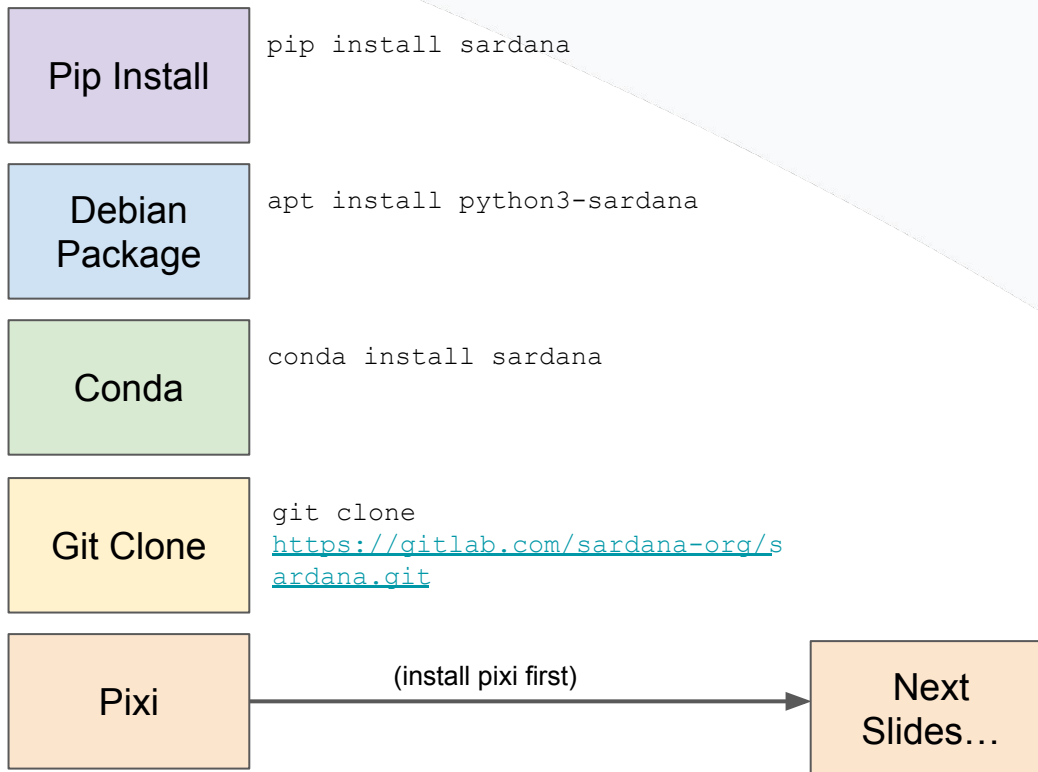 Pip Install
pip install sardana
Debian
Package
apt install python3-sardana
Conda
conda install sardana
Git Clone
git clone
https://gitlab.com/sardana-org/s
ardana.git
Pixi
(install pixi first)
Next
Slides…